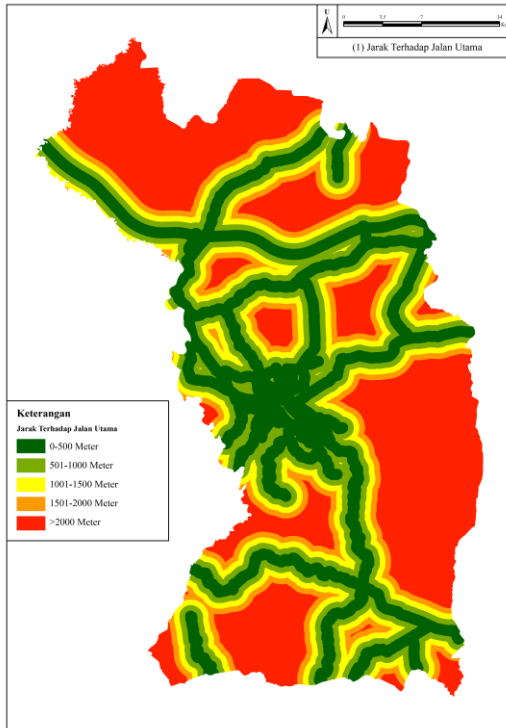 U
0 3.5 7 14
(1) Jarak Terhadap Jalan Utama
Keterangan
Jarak Terhadap Jalan Utama
0-500 Meter
501-1000 Meter
1001-1500 Meter
1501-2000 Meter
>2000 Meter